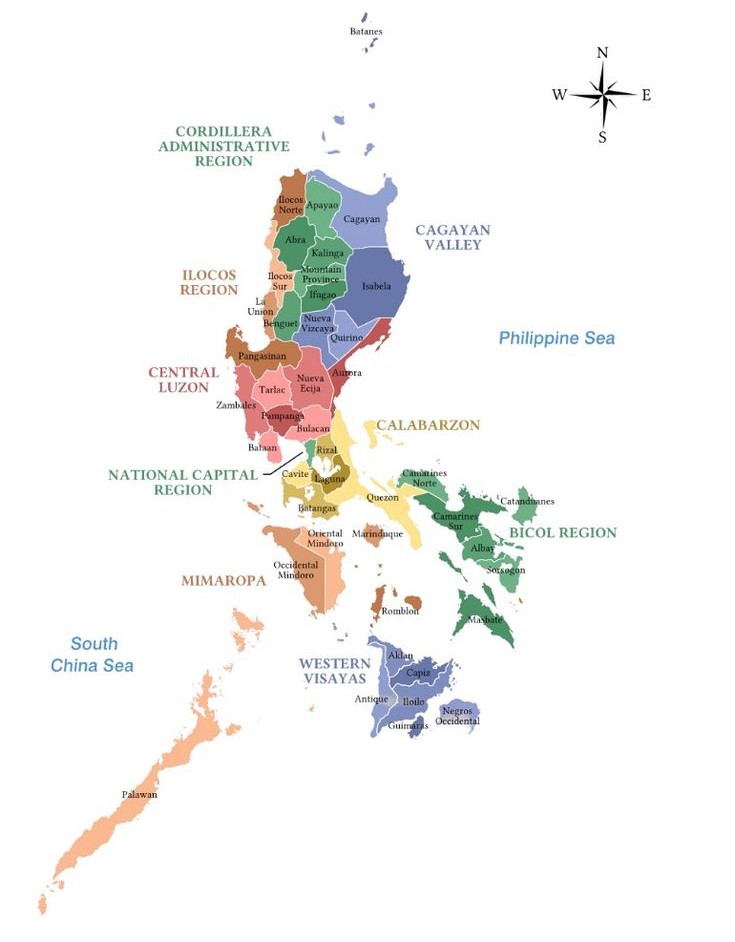 Batanes
N
W E
S
CORDILLERA
ADMINISTRATIVE
REGION
Ilocos
Norte
Apayao
Cagayan
CAGAYAN
VALLEY
Abra
Kalinga
ILOCOS
REGION
Ilocos
Sur
Mountain
Province
Isabela
Ifugao
La
Union
Benguet
Nueva
Vizcaya
Quirino
Philippine Sea
Pangasinan
CENTRAL
LUZON
Aurora
Tarlac
Nueva
Ecija
Zambales
Pampanga
Bulacan
CALABARZON
Bataan
Rizal
NATIONAL CAPITAL
REGION
Cavite
Laguna
Quezon
Batangas
Camarines
Norte
Catanduanes
Camarines
Sur
BICOL REGION
Albay
Sorsogon
Masbate
Oriental
Mindoro
Marinduque
Occidental
Mindoro
MIMAROPA
Romblon
South
China Sea
WESTERN
VISAYAS
Aklan
Capiz
Antique
Iloilo
Guimaras
Negros
Occidental
Palawan